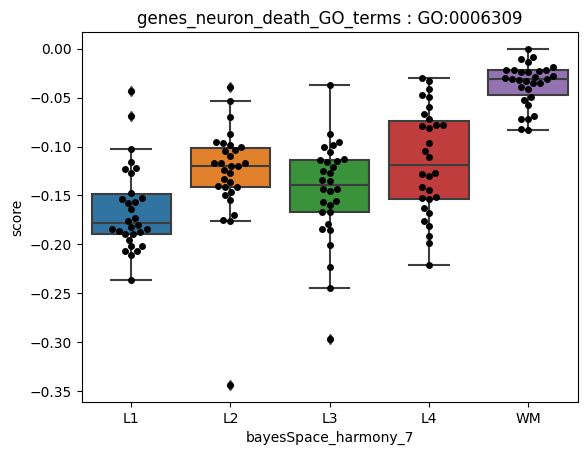 genes_neuron_death_GO_terms : GO:0006309
0.00
−0.05
−0.10
−0.15
−0.20
−0.25
−0.30
−0.35
score
L1 L2 L3 L4 WM
bayesSpace_harmony_7